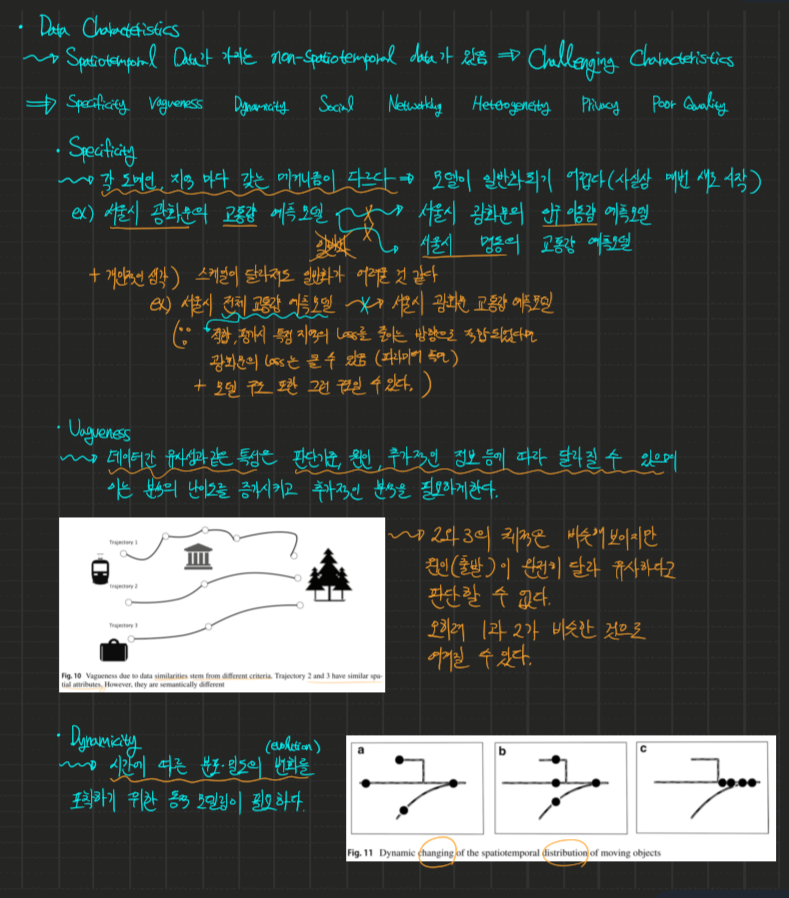 · Data Characteristics
Spatiotemporal Data가 가지는 non-spatiotemporal data가 있음 ⇒ Challenging Characteristics
⇒ Specificity Vagueness Dynamicity Social Networking Heterogeneity Privacy Poor Quality
· Specificity
각 도메인, 지역 마다 갖는 메커니즘이 다르다 ⇒ 모델이 일반화되기 어렵다 (사실상 매번 새로 시작)
ex) 서울시 광화문의 교통량 예측모델 서울시 광화문의 인구 이동량 예측모델
일반화 서울시 명동의 교통량 예측모델
+ 개인적인 생각) 스케일이 달라져도 일반화가 어려울 것 같다
ex) 서울시 전체 교통량 예측모델 서울시 광화문 교통량 예측모델
(∵ 적합, 평가시 특정 지역의 Loss를 줄이는 방향으로 적합되었다면
광화문의 Loss는 클 수 있음 (파라미터 측면)
+ 모델 구조 또한 그런 편일 수 있다.)
· Vagueness
데이터간 유사성과 같은 특성은 판단기준, 원인, 추가적인 정보 등에 따라 달라질 수 있으며
이는 분석의 난이도를 증가시키고 추가적인 분석을 필요하게한다.
Trajectory 1
Trajectory 2
Trajectory 3
Fig. 10 Vagueness due to data similarities stem from different criteria. Trajectory 2 and 3 have similar spa-
tial attributes. However, they are semantically different
2와 3의 궤적은 비슷해보이지만
원인(출발)이 완전히 달라 유사하다고
판단할 수 없다.
오히려 1과 2가 비슷한 것으로
여겨질 수 있다.
· Dynamicity
(evolution)
시간에 따른 분포·밀도의 변화를
포착하기 위한 동적 모델링이 필요하다.
a b c
Fig. 11 Dynamic changing of the spatiotemporal distribution of moving objects